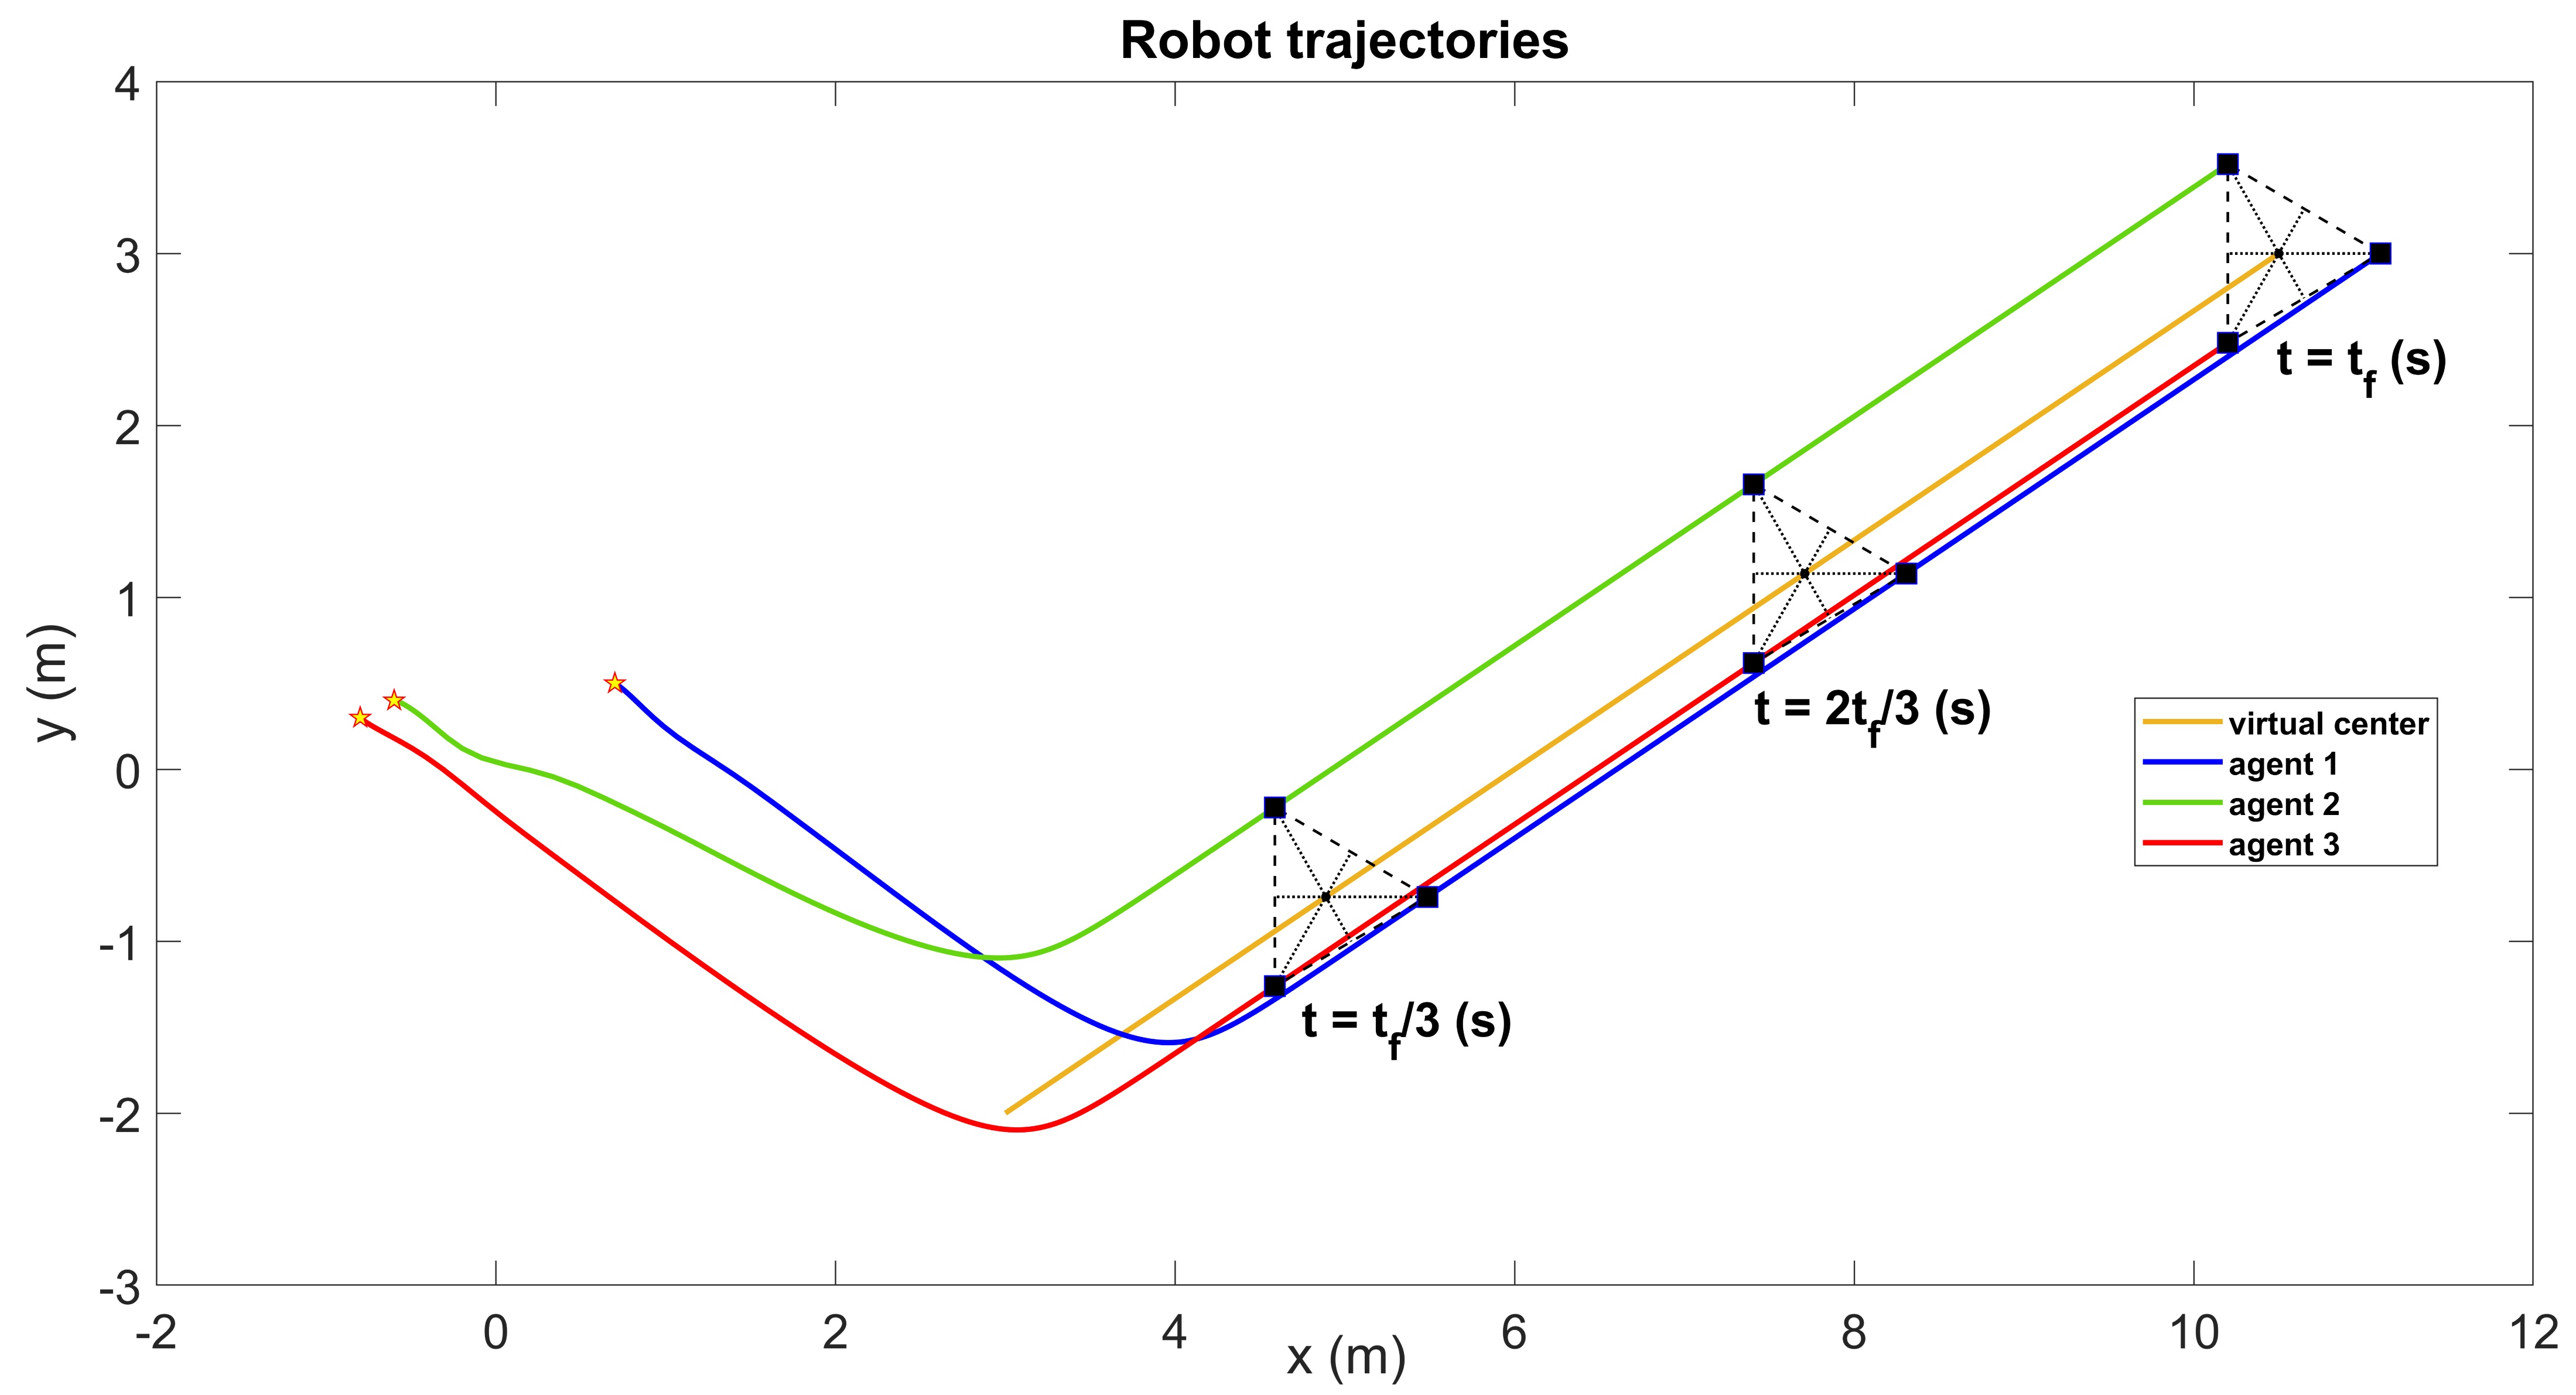 Robot trajectories
4
3
2
1
0
-1
-2
-3
y (m)
t = tf (s)
t = 2tf/3 (s)
t = tf/3 (s)
virtual center
agent 1
agent 2
agent 3
-2 0 2 4 6 8 10 12
x (m)